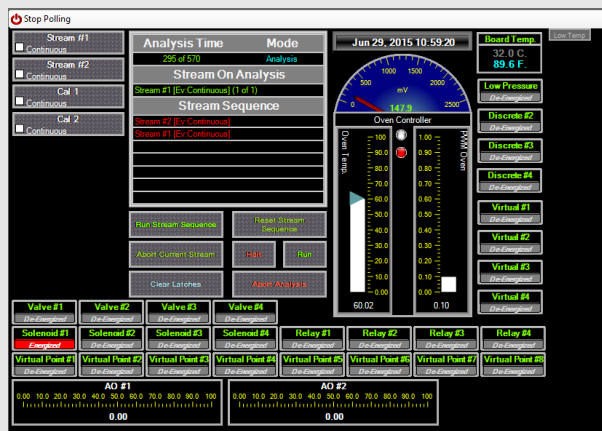 Stop Polling
Stream #1
Continuous
Stream #2
Continuous
Cal 1
Continuous
Cal 2
Continuous
Analysis Time Mode
295 of 570 Analysis
Stream On Analysis
Stream #1 [Ev:Continuous] (1 of 1)
Stream Sequence
Stream #2 [Ev:Continuous]
Stream #1 [Ev:Continuous]
Run Stream Sequence
Reset Stream
Sequence
Abort Current Stream
Halt
Run
Clear Latches
Abort Analysis
Jun 29, 2015 10:59:20
0 500 1000 1500 2000 2500
mV
147.9
Oven Controller
Oven Temp.
100
90.0
80.0
70.0
60.0
50.0
40.0
30.0
20.0
10.0
0.00
60.02
1.00
0.90
0.80
0.70
0.60
0.50
0.40
0.30
0.20
0.10
0.00
0.10
PWM Oven
Board Temp.
32.0 C.
89.6 F.
Low Temp
Low Pressure
De-Energized
Discrete #2
De-Energized
Discrete #3
De-Energized
Discrete #4
De-Energized
Virtual #1
De-Energized
Virtual #2
De-Energized
Virtual #3
De-Energized
Virtual #4
De-Energized
Valve #1 Valve #2 Valve #3 Valve #4
De-Energized De-Energized De-Energized De-Energized
Solenoid #1 Solenoid #2 Solenoid #3 Solenoid #4 Relay #1 Relay #2 Relay #3 Relay #4
Energized De-Energized De-Energized De-Energized De-Energized De-Energized De-Energized De-Energized
Virtual Point #1 Virtual Point #2 Virtual Point #3 Virtual Point #4 Virtual Point #5 Virtual Point #6 Virtual Point #7 Virtual Point #8
De-Energized De-Energized De-Energized De-Energized De-Energized De-Energized De-Energized De-Energized
AO #1
0.00 10.0 20.0 30.0 40.0 50.0 60.0 70.0 80.0 90.0 100
0.00
AO #2
0.00 10.0 20.0 30.0 40.0 50.0 60.0 70.0 80.0 90.0 100
0.00